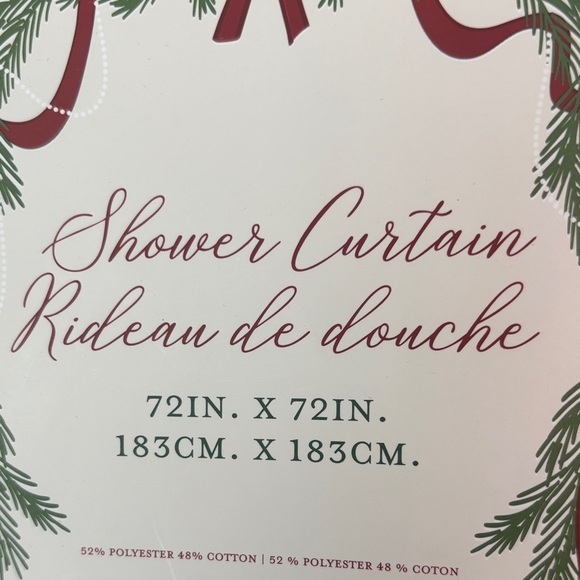 Shower Curtain
Rideau de douche
72IN. X 72IN.
183CM. X 183CM.
52% POLYESTER 48% COTTON | 52 % POLYESTER 48 % COTON